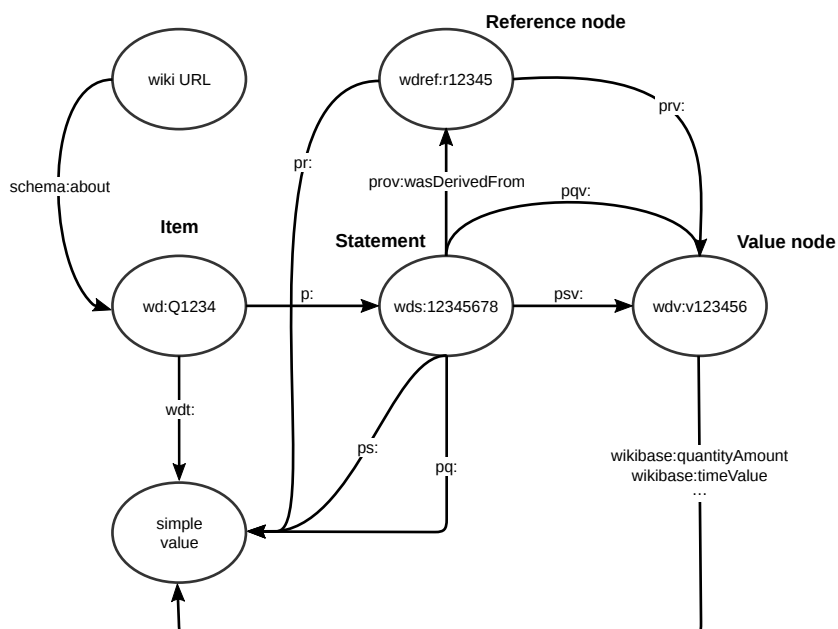 Reference node
wiki URL
wdref:r12345
prv:
pr:
prov:wasDerivedFrom
schema:about
pqv:
Item
Statement
Value node
wd:Q1234
p:
wds:12345678
psv:
wdv:v123456
wdt:
ps:
pq:
wikibase:quantityAmount
wikibase:timeValue
...
simple
value